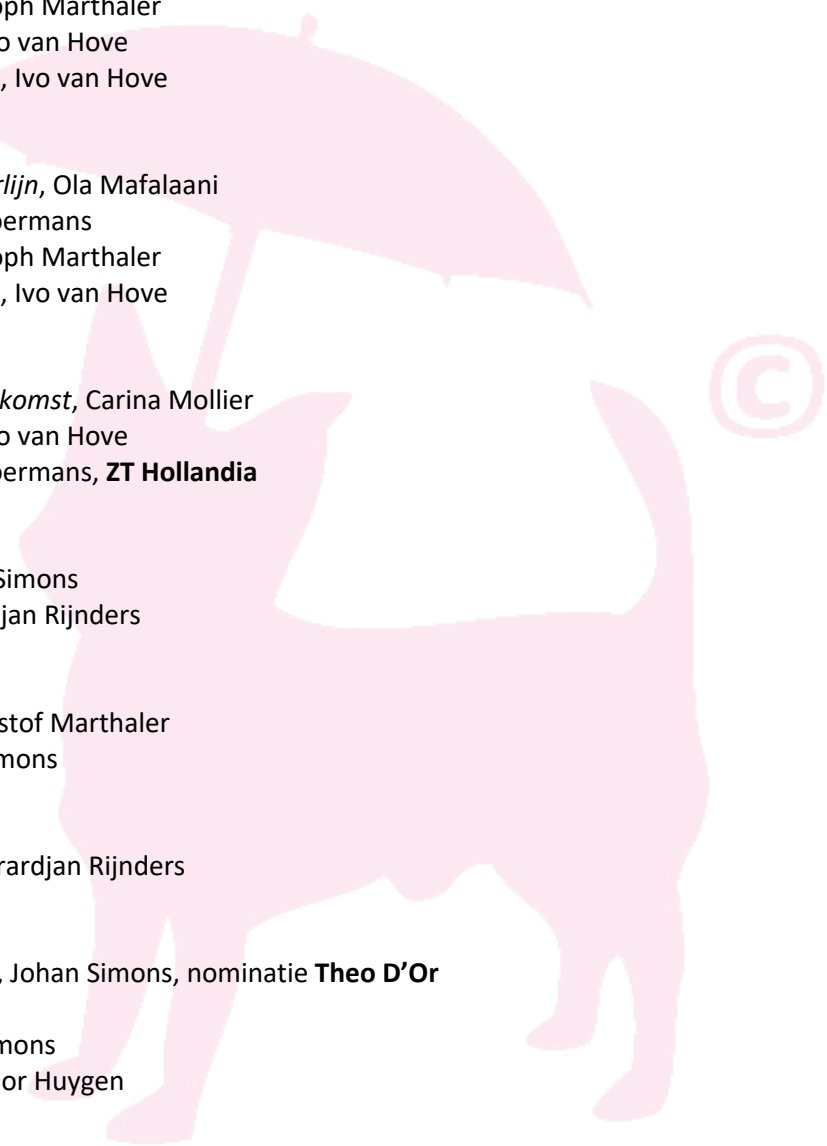 oph Marthaler
o van Hove
, Ivo van Hove
rlijn, Ola Mafalaani
permans
oph Marthaler
, Ivo van Hove
komst, Carina Mollier
o van Hove
permans, ZT Hollandia
Simons
jan Rijnders
stof Marthaler
mons
rardjan Rijnders
, Johan Simons, nominatie Theo D’Or
mons
or Huygen
©